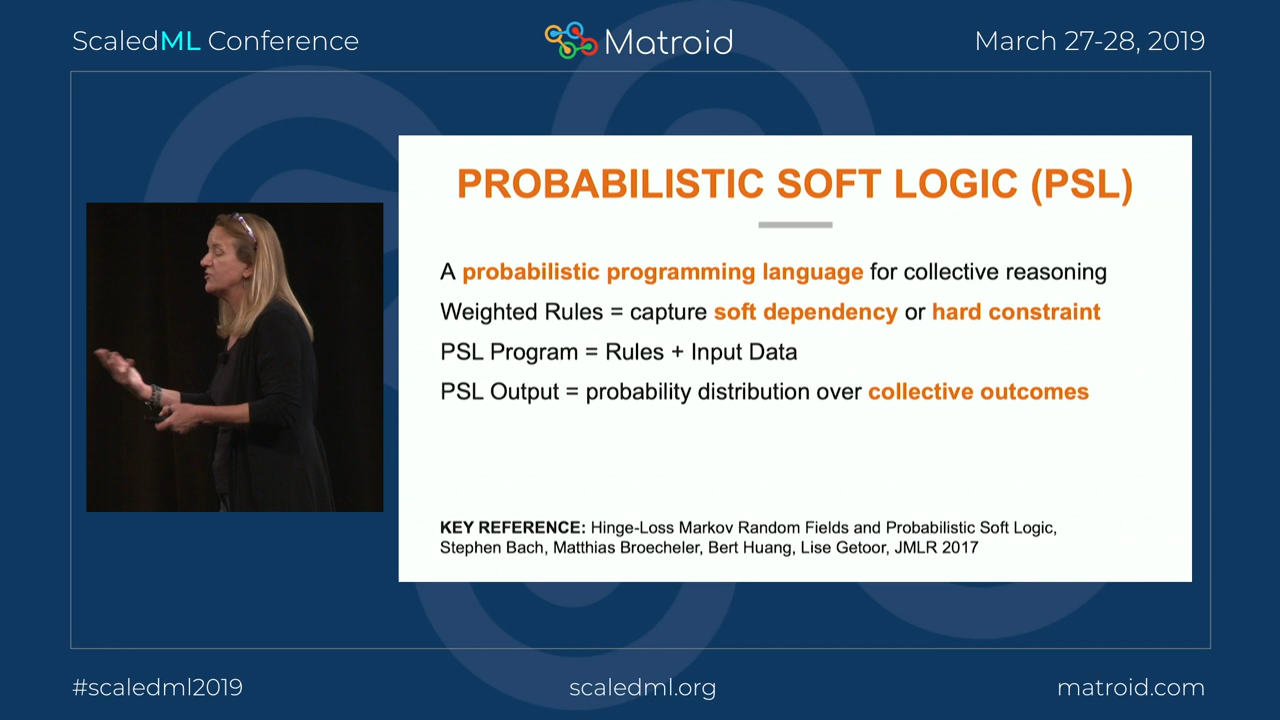 ScaledML Conference
Matroid
March 27-28, 2019
PROBABILISTIC SOFT LOGIC (PSL)
A probabilistic programming language for collective reasoning
Weighted Rules = capture soft dependency or hard constraint
PSL Program = Rules + Input Data
PSL Output = probability distribution over collective outcomes
KEY REFERENCE: Hinge-Loss Markov Random Fields and Probabilistic Soft Logic,
Stephen Bach, Matthias Broecheler, Bert Huang, Lise Getoor, JMLR 2017
#scaledml2019
scaledml.org
matroid.com